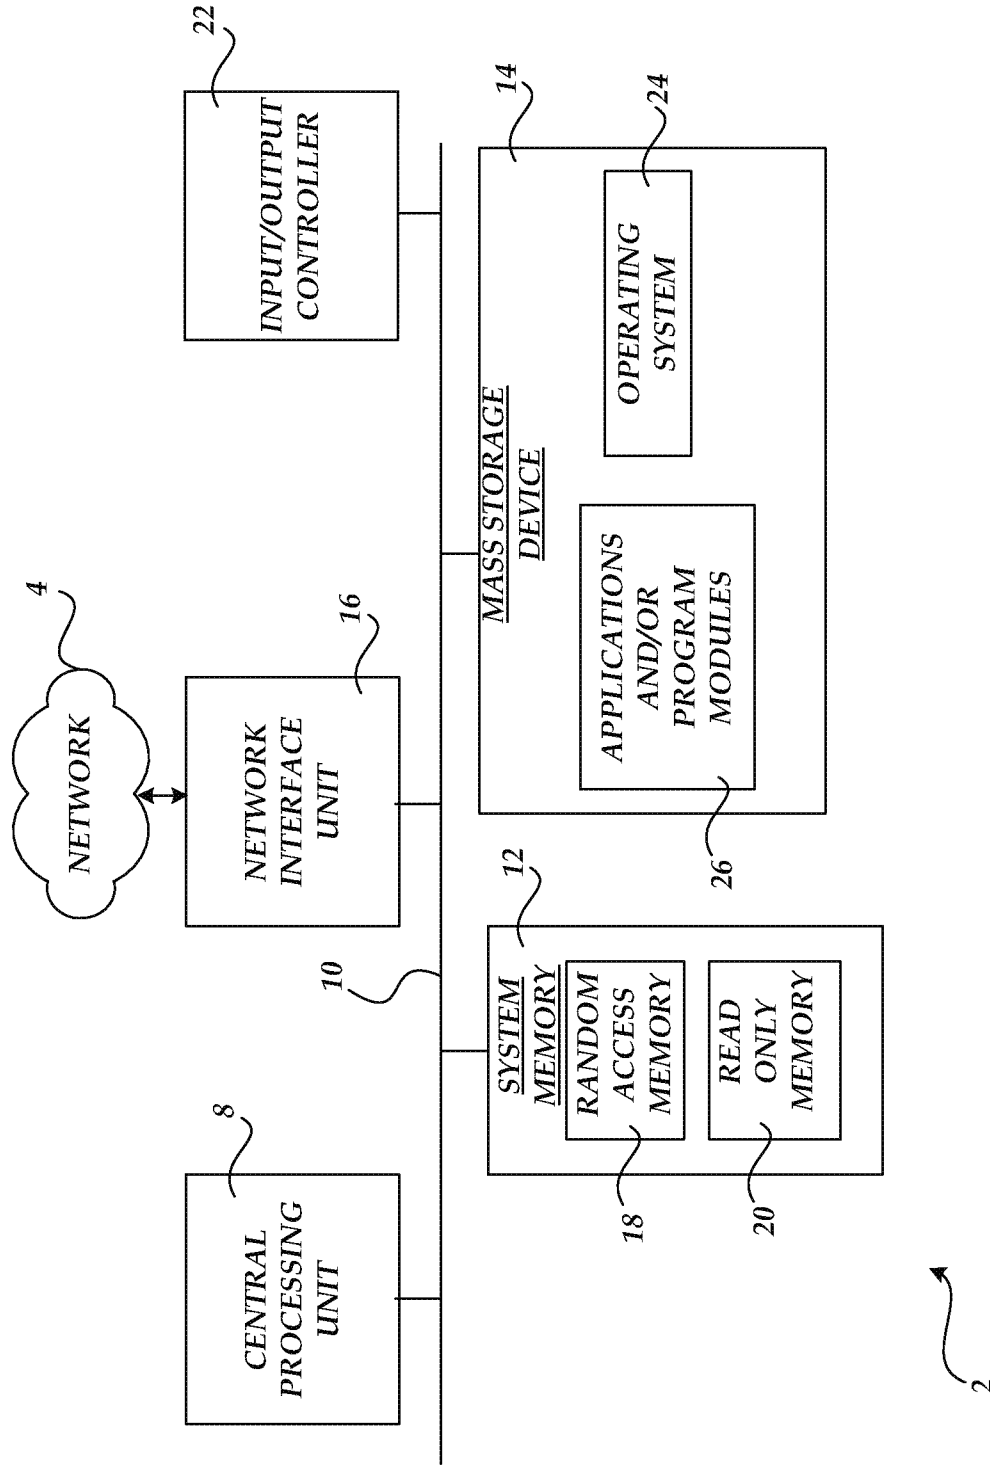 NETWORK
4
8
CENTRAL
PROCESSING
UNIT
NETWORK
INTERFACE
UNIT
16
INPUT/OUTPUT
CONTROLLER
22
10
SYSTEM
MEMORY
12
RANDOM
ACCESS
MEMORY
18
READ
ONLY
MEMORY
20
MASS STORAGE
DEVICE
14
APPLICATIONS
AND/OR
PROGRAM
MODULES
26
OPERATING
SYSTEM
24
2